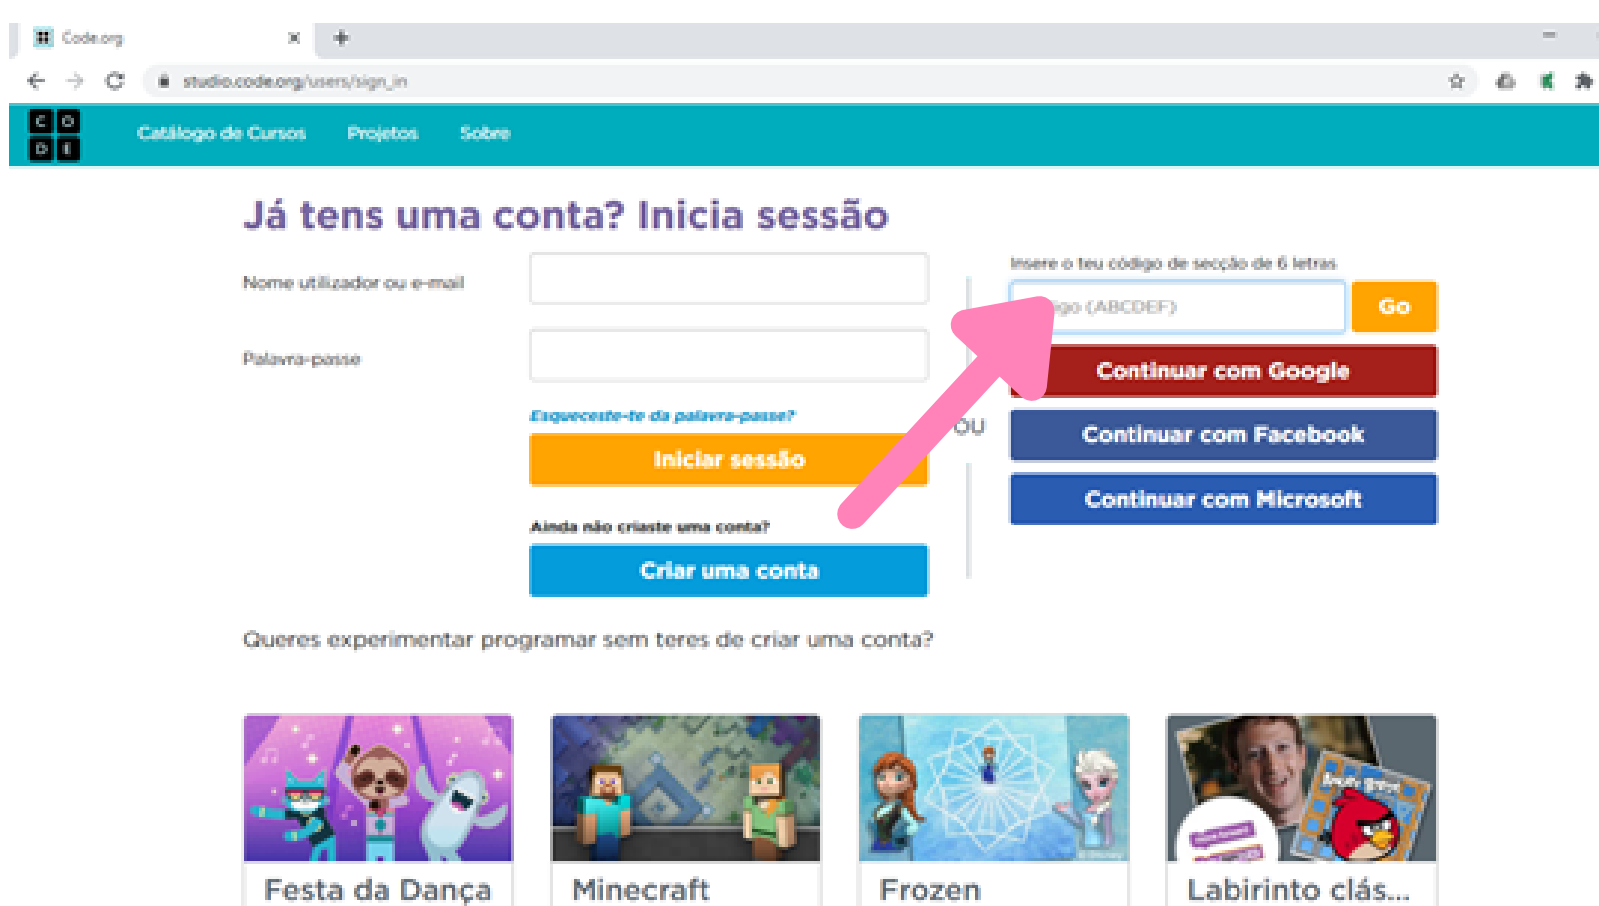 Code.org
studio.code.org/users/sign_in
C O
D E
Catálogo de Cursos Projetos Sobre
Já tens uma conta? Inicia sessão
Nome utilizador ou e-mail
Palavra-passe
Esqueceste-te da palavra-passe?
Iniciar sessão
Ainda não criaste uma conta?
Criar uma conta
OU
Insere o teu código de secção de 6 letras
igo (ABCDEF)
Go
Continuar com Google
Continuar com Facebook
Continuar com Microsoft
Queres experimentar programar sem teres de criar uma conta?
Festa da Dança
Minecraft
Frozen
Labirinto clás...